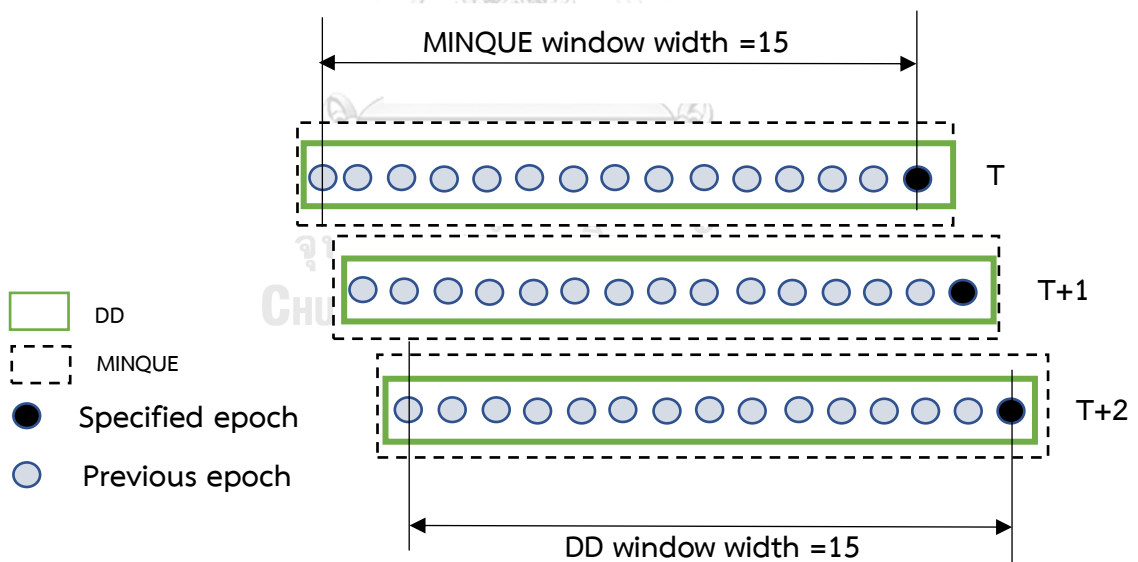 MINQUE window width =15
T
T+1
DD
MINQUE
Specified epoch
T+2
Previous epoch
DD window width =15